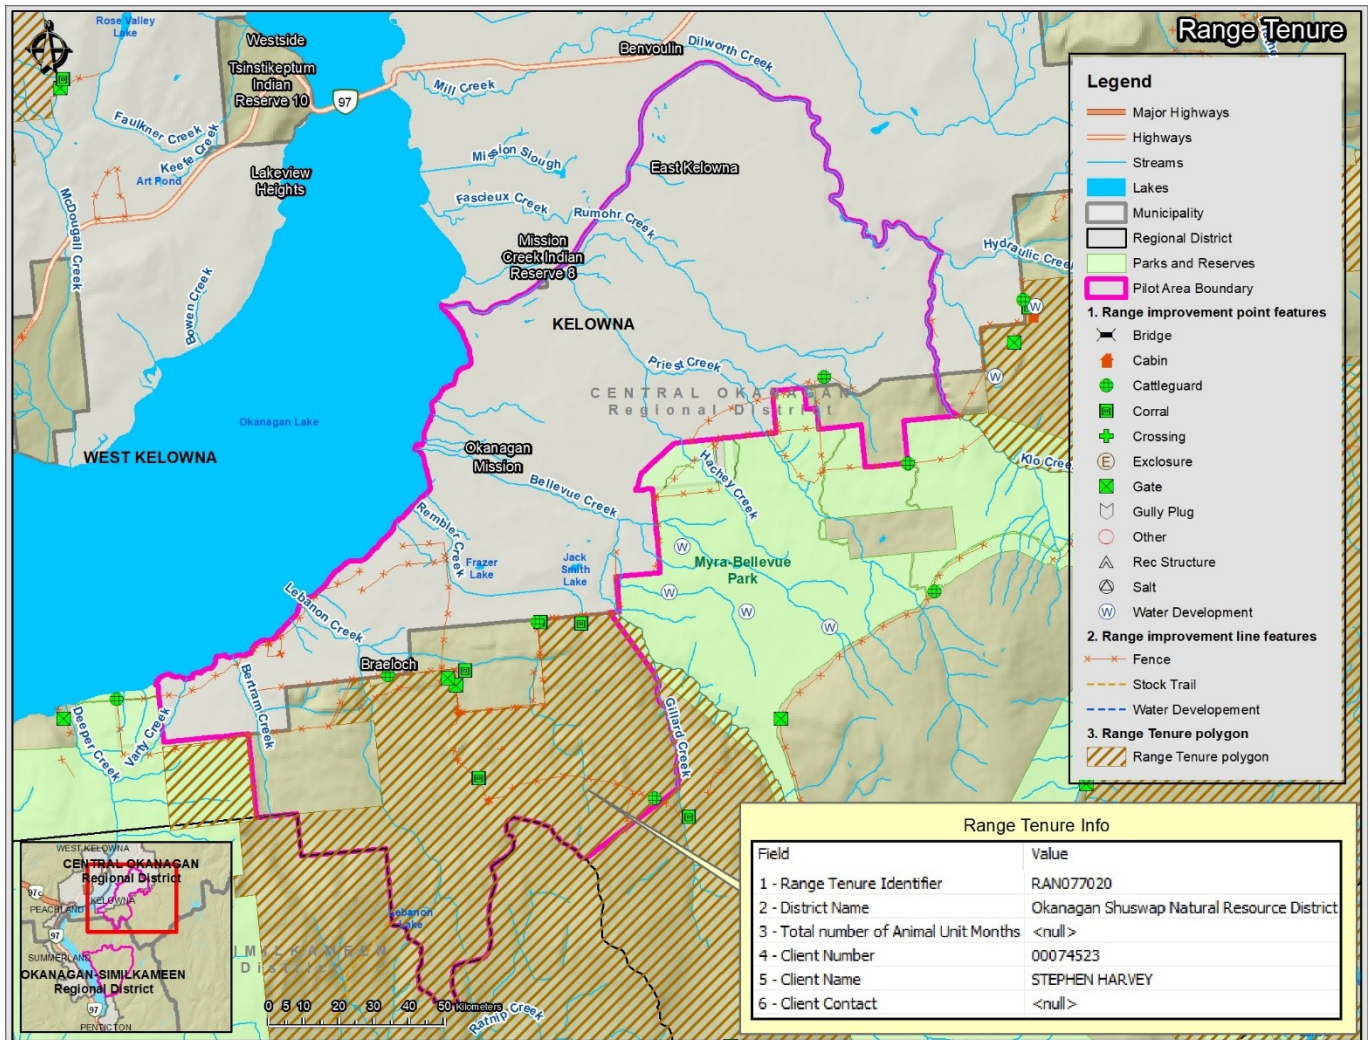 Range Tenure
Rose Valley
Lake
Westside
Tsinstikeptum
Indian
Reserve 10
97
Benvoulin
Dilworth Creek
Mill Creek
Faulkner Creek
Keefe Creek
Art Pond
Lakeview
Heights
McDougall Creek
Bowen Creek
Mission Slough
East Kelowna
Fascieux Creek
Rumohr Creek
Mission
Creek Indian
Reserve 8
Hydraulic Creek
KELOWNA
Priest Creek
CENTRAL OKANAGAN
Regional District
Okanagan Lake
WEST KELOWNA
Okanagan
Mission
Bellevue Creek
Hachey Creek
Klo Creek
Rembler Creek
Frazer
Lake
Jack
Smith
Lake
Myra-Bellevue
Park
W
W
W
W
W
W
Lebanon Creek
Braeloch
Bertram Creek
Gillard Creek
Deeper Creek
Varty Creek
Lebanon
Lake
District
Ratnip Creek
0 5 10 20 30 40 50 Kilometers
Legend
Major Highways
Highways
Streams
Lakes
Municipality
Regional District
Parks and Reserves
Pilot Area Boundary
1. Range improvement point features
Bridge
Cabin
Cattleguard
Corral
Crossing
E Exclosure
Gate
Gully Plug
Other
Rec Structure
Salt
W Water Development
2. Range improvement line features
Fence
Stock Trail
Water Developement
3. Range Tenure polygon
Range Tenure polygon
Range Tenure Info
Field Value
1 - Range Tenure Identifier RAN077020
2 - District Name Okanagan Shuswap Natural Resource District
3 - Total number of Animal Unit Months <null>
4 - Client Number 00074523
5 - Client Name STEPHEN HARVEY
6 - Client Contact <null>
WEST KELOWNA
CENTRAL OKANAGAN
Regional District
97c
KELOWNA
PEACHLAND
97
SUMMERLAND
OKANAGAN-SIMILKAMEEN
Regional District
97
PENTICTON